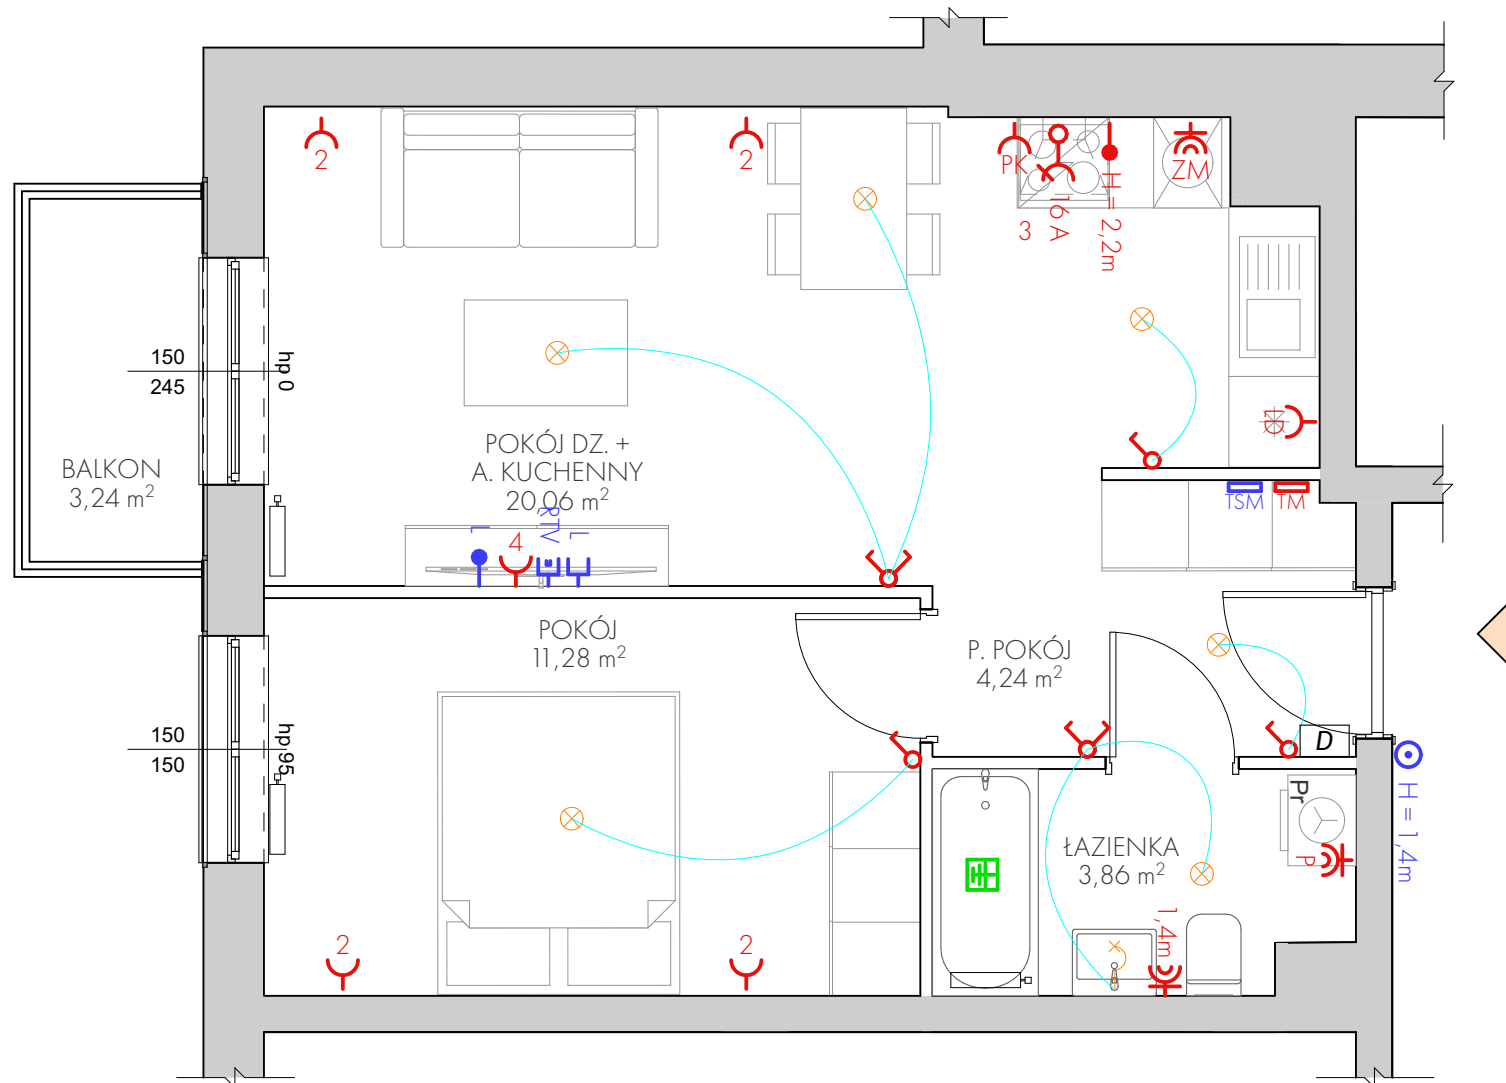 2
2
PK
ZM
3
16 A
H = 2,2m
150
245
hp 0
LD
POKÓJ DZ. +
A. KUCHENNY
20,06 m²
BALKON
3,24 m²
L
4
RTV
L
TSM
TM
POKÓJ
11,28 m²
P. POKÓJ
4,24 m²
150
150
hp 95
D
Pr
H = 1,4m
ŁAZIENKA
3,86 m²
P
1,4m
2
2